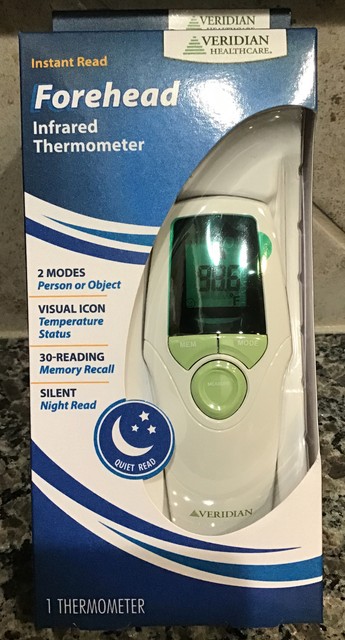 VERIDIAN
VERIDIAN
HEALTHCARE
Instant Read
Forehead
Infrared
Thermometer
2 MODES
Person or Object
VISUAL ICON
Temperature
Status
30-READING
Memory Recall
SILENT
Night Read
QUIET READ
98.6
°F
MEM
MODE
VERIDIAN
1 THERMOMETER